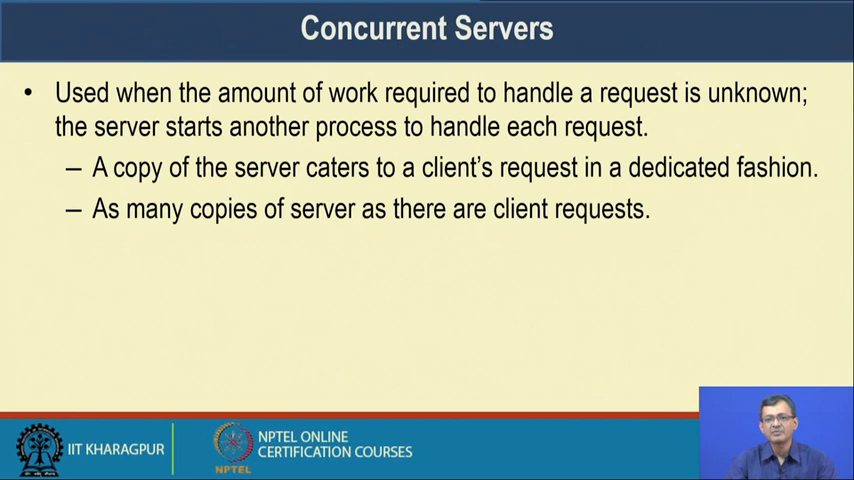 Concurrent Servers
• Used when the amount of work required to handle a request is unknown;
the server starts another process to handle each request.
– A copy of the server caters to a client's request in a dedicated fashion.
– As many copies of server as there are client requests.
IIT KHARAGPUR
NPTEL
NPTEL ONLINE
CERTIFICATION COURSES